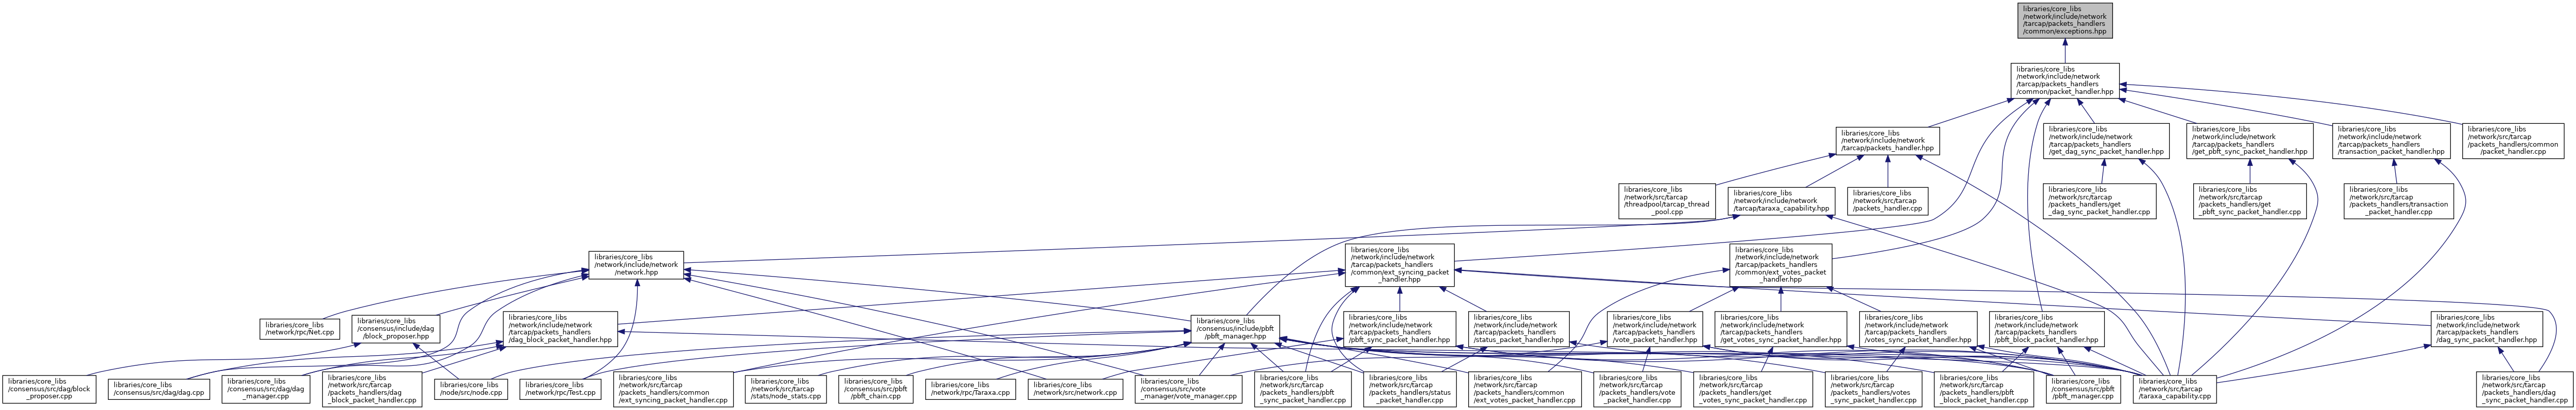 libraries/core_libs
/network/include/network
/tarcap/packets_handlers
/common/exceptions.hpp
libraries/core_libs
/network/include/network
/tarcap/packets_handlers
/common/packet_handler.hpp
libraries/core_libs
/network/include/network
/tarcap/packets_handler.hpp
libraries/core_libs
/network/include/network
/tarcap/packets_handlers
/get_dag_sync_packet_handler.hpp
libraries/core_libs
/network/include/network
/tarcap/packets_handlers
/get_pbft_sync_packet_handler.hpp
libraries/core_libs
/network/include/network
/tarcap/packets_handlers
/transaction_packet_handler.hpp
libraries/core_libs
/network/src/tarcap
/packets_handlers/common
/packet_handler.cpp
libraries/core_libs
/network/src/tarcap
/threadpool/tarcap_thread
_pool.cpp
libraries/core_libs
/network/include/network
/tarcap/taraxa_capability.hpp
libraries/core_libs
/network/src/tarcap
/packets_handler.cpp
libraries/core_libs
/network/src/tarcap
/packets_handlers/get
_dag_sync_packet_handler.cpp
libraries/core_libs
/network/src/tarcap
/packets_handlers/get
_pbft_sync_packet_handler.cpp
libraries/core_libs
/network/src/tarcap
/packets_handlers/transaction
_packet_handler.cpp
libraries/core_libs
/network/include/network
/network.hpp
libraries/core_libs
/network/include/network
/tarcap/packets_handlers
/common/ext_syncing_packet
_handler.hpp
libraries/core_libs
/network/include/network
/tarcap/packets_handlers
/common/ext_votes_packet
_handler.hpp
libraries/core_libs
/network/rpc/Net.cpp
libraries/core_libs
/consensus/include/dag
/block_proposer.hpp
libraries/core_libs
/network/include/network
/tarcap/packets_handlers
/dag_block_packet_handler.hpp
libraries/core_libs
/consensus/include/pbft
/pbft_manager.hpp
libraries/core_libs
/network/include/network
/tarcap/packets_handlers
/pbft_sync_packet_handler.hpp
libraries/core_libs
/network/include/network
/tarcap/packets_handlers
/status_packet_handler.hpp
libraries/core_libs
/network/include/network
/tarcap/packets_handlers
/vote_packet_handler.hpp
libraries/core_libs
/network/include/network
/tarcap/packets_handlers
/get_votes_sync_packet_handler.hpp
libraries/core_libs
/network/include/network
/tarcap/packets_handlers
/votes_sync_packet_handler.hpp
libraries/core_libs
/network/include/network
/tarcap/packets_handlers
/pbft_block_packet_handler.hpp
libraries/core_libs
/network/include/network
/tarcap/packets_handlers
/dag_sync_packet_handler.hpp
libraries/core_libs
/consensus/src/dag/block
_proposer.cpp
libraries/core_libs
/consensus/src/dag/dag.cpp
libraries/core_libs
/consensus/src/dag/dag
_manager.cpp
libraries/core_libs
/network/src/tarcap
/packets_handlers/dag
_block_packet_handler.cpp
libraries/core_libs
/node/src/node.cpp
libraries/core_libs
/network/rpc/Test.cpp
libraries/core_libs
/network/src/tarcap
/packets_handlers/common
/ext_syncing_packet_handler.cpp
libraries/core_libs
/network/src/tarcap
/stats/node_stats.cpp
libraries/core_libs
/consensus/src/pbft
/pbft_chain.cpp
libraries/core_libs
/network/rpc/Taraxa.cpp
libraries/core_libs
/network/src/network.cpp
libraries/core_libs
/consensus/src/vote
_manager/vote_manager.cpp
libraries/core_libs
/network/src/tarcap
/packets_handlers/pbft
_sync_packet_handler.cpp
libraries/core_libs
/network/src/tarcap
/packets_handlers/status
_packet_handler.cpp
libraries/core_libs
/network/src/tarcap
/packets_handlers/common
/ext_votes_packet_handler.cpp
libraries/core_libs
/network/src/tarcap
/packets_handlers/vote
_packet_handler.cpp
libraries/core_libs
/network/src/tarcap
/packets_handlers/get
_votes_sync_packet_handler.cpp
libraries/core_libs
/network/src/tarcap
/packets_handlers/votes
_sync_packet_handler.cpp
libraries/core_libs
/network/src/tarcap
/packets_handlers/pbft
_block_packet_handler.cpp
libraries/core_libs
/consensus/src/pbft
/pbft_manager.cpp
libraries/core_libs
/network/src/tarcap
/taraxa_capability.cpp
libraries/core_libs
/network/src/tarcap
/packets_handlers/dag
_sync_packet_handler.cpp